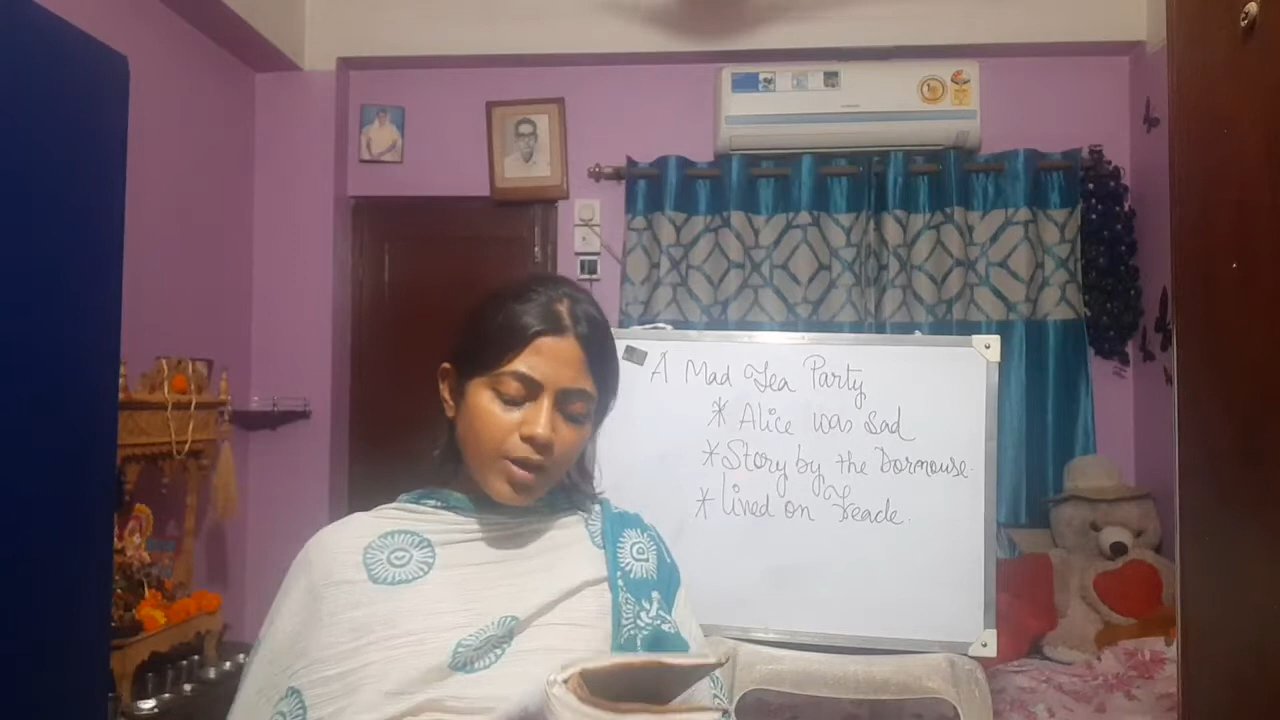 A Mad Tea Party
* Alice was Sad
* Story by the Dormouse.
* lived on Treacle.